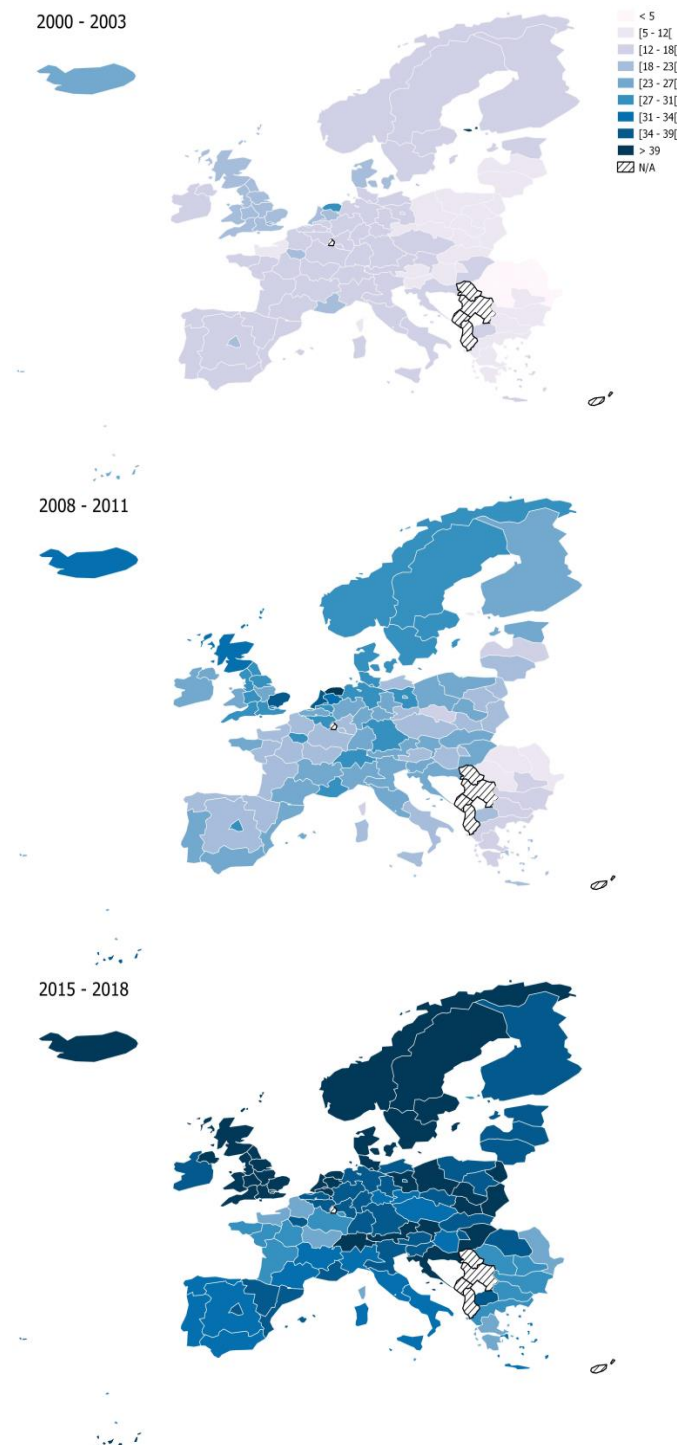 2000 - 2003
< 5
[5 - 12[
[12 - 18[
[18 - 23[
[23 - 27[
[27 - 31[
[31 - 34[
[34 - 39[
> 39
N/A
2008 - 2011
2015 - 2018